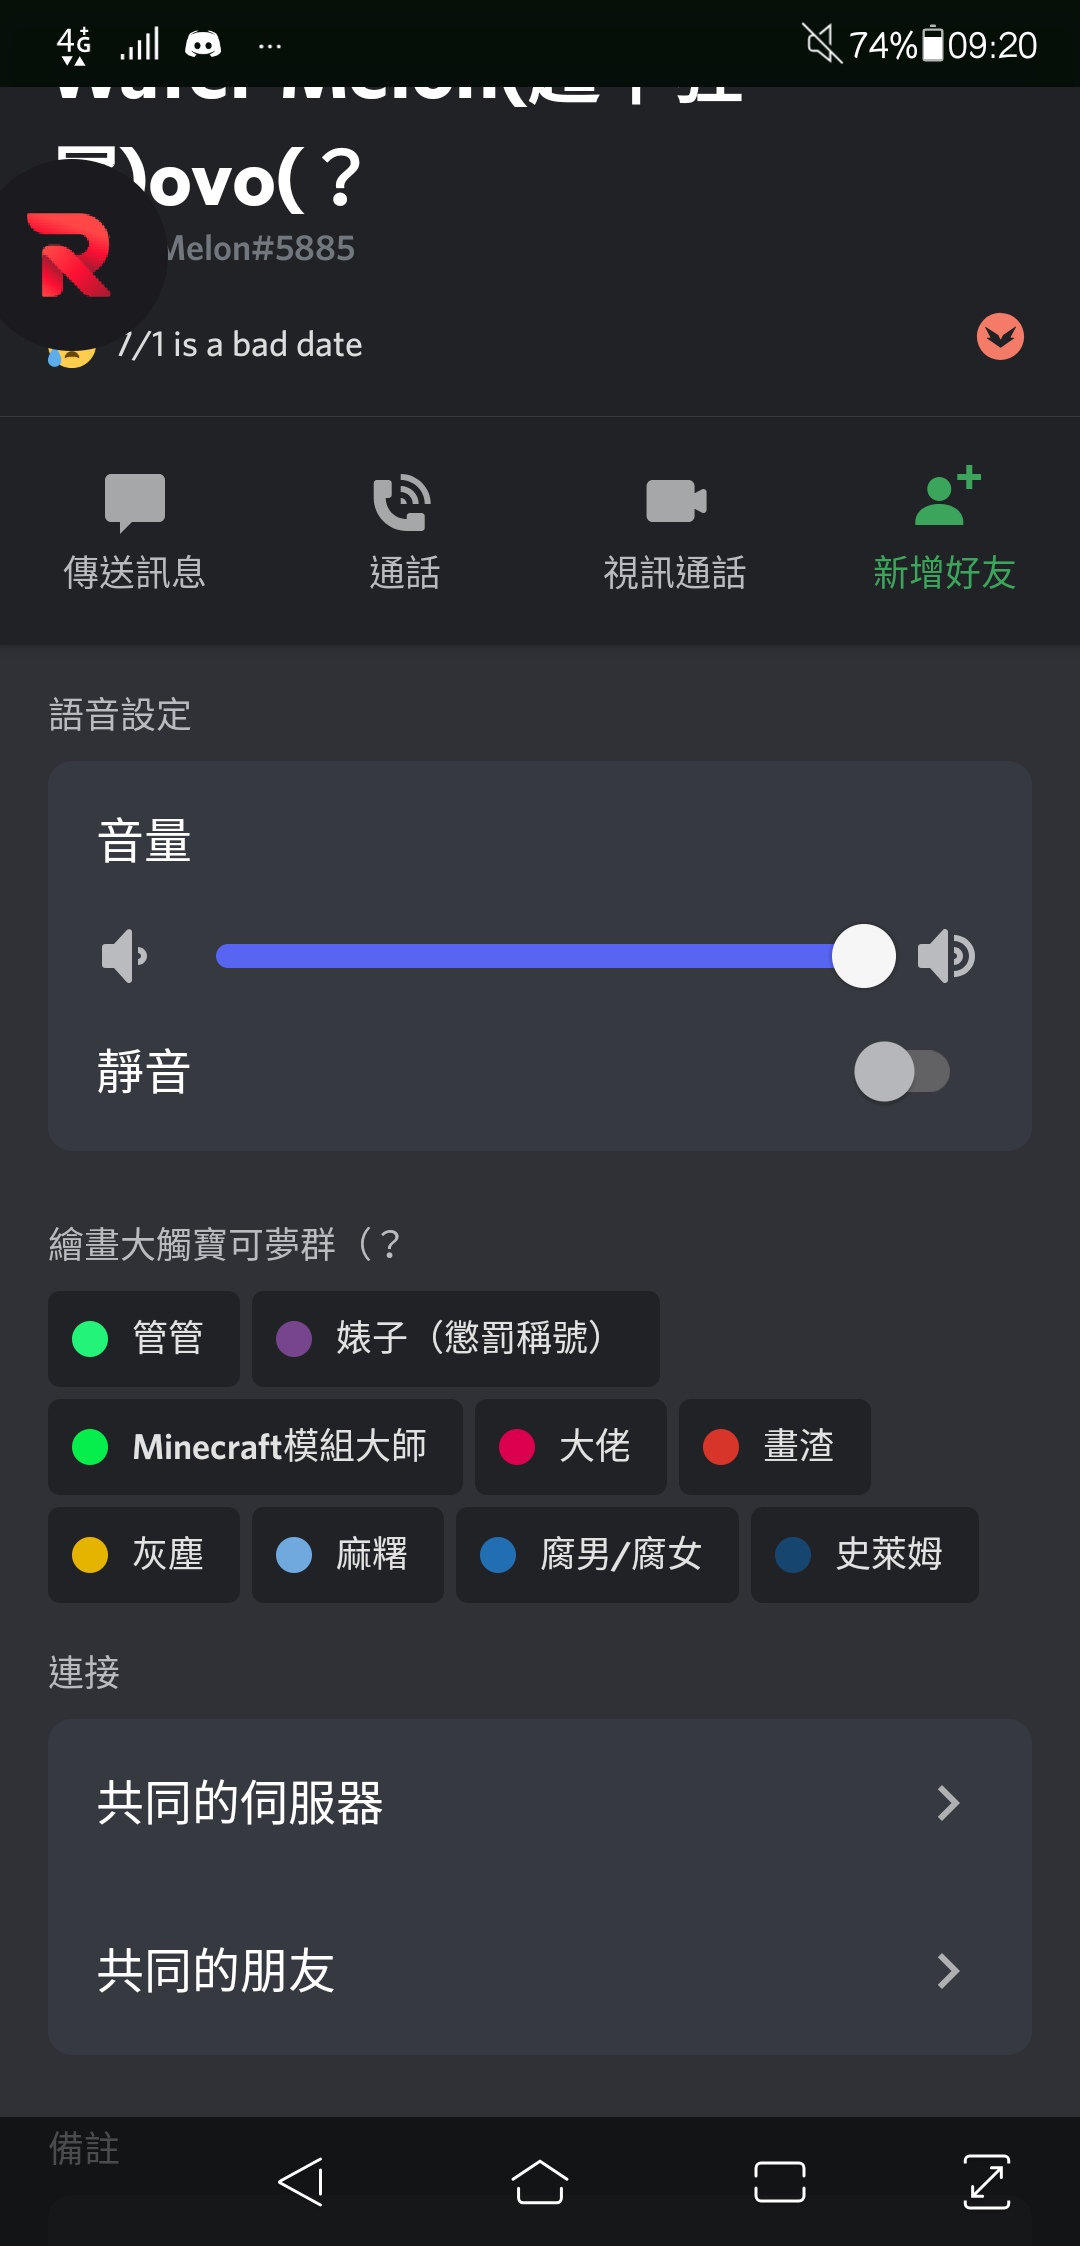 4G 74% 09:20
Water Melon(
)ovo(？
Melon#5885
//1 is a bad date
傳送訊息 通話 視訊通話 新增好友
語音設定
音量
靜音
繪畫大觸寶可夢群（？
管管 婊子（懲罰稱號）
Minecraft模組大師 大佬 畫渣
灰塵 麻糬 腐男/腐女 史萊姆
連接
共同的伺服器
共同的朋友
備註